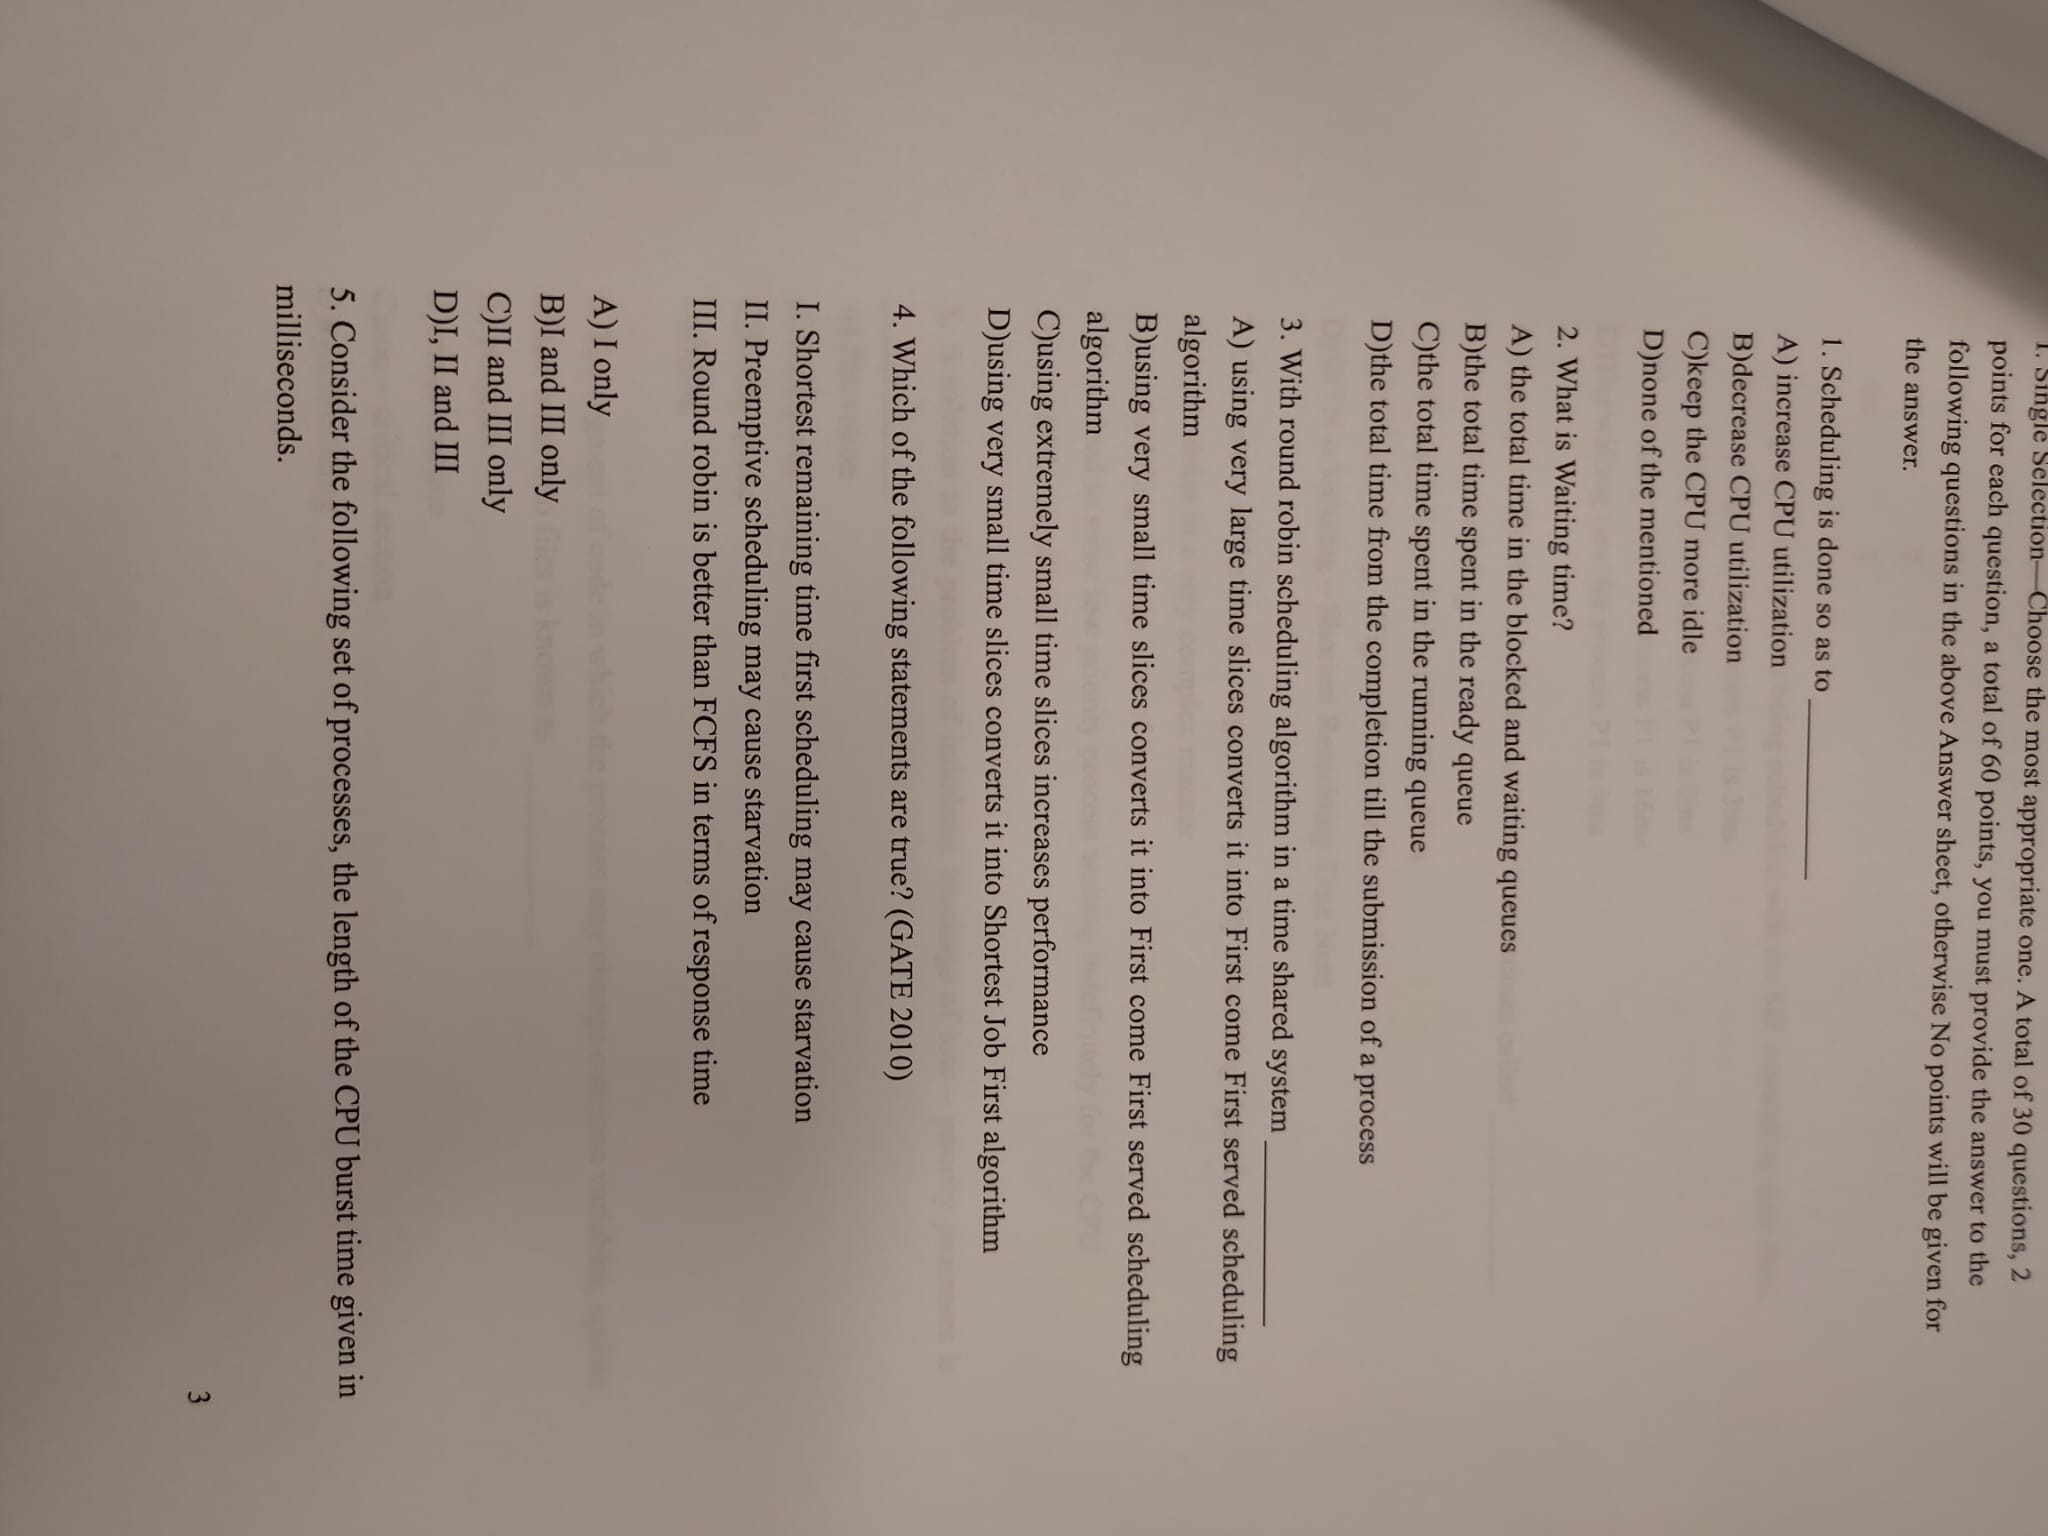 1. Single Selection—Choose the most appropriate one. A total of 30 questions, 2
points for each question, a total of 60 points, you must provide the answer to the
following questions in the above Answer sheet, otherwise No points will be given for
the answer.
1. Scheduling is done so as to __________
A) increase CPU utilization
B)decrease CPU utilization
C)keep the CPU more idle
D)none of the mentioned
2. What is Waiting time?
A) the total time in the blocked and waiting queues
B)the total time spent in the ready queue
C)the total time spent in the running queue
D)the total time from the completion till the submission of a process
3. With round robin scheduling algorithm in a time shared system __________
A) using very large time slices converts it into First come First served scheduling
algorithm
B)using very small time slices converts it into First come First served scheduling
algorithm
C)using extremely small time slices increases performance
D)using very small time slices converts it into Shortest Job First algorithm
4. Which of the following statements are true? (GATE 2010)
I. Shortest remaining time first scheduling may cause starvation
II. Preemptive scheduling may cause starvation
III. Round robin is better than FCFS in terms of response time
A) I only
B)I and III only
C)II and III only
D)I, II and III
5. Consider the following set of processes, the length of the CPU burst time given in
milliseconds.
3